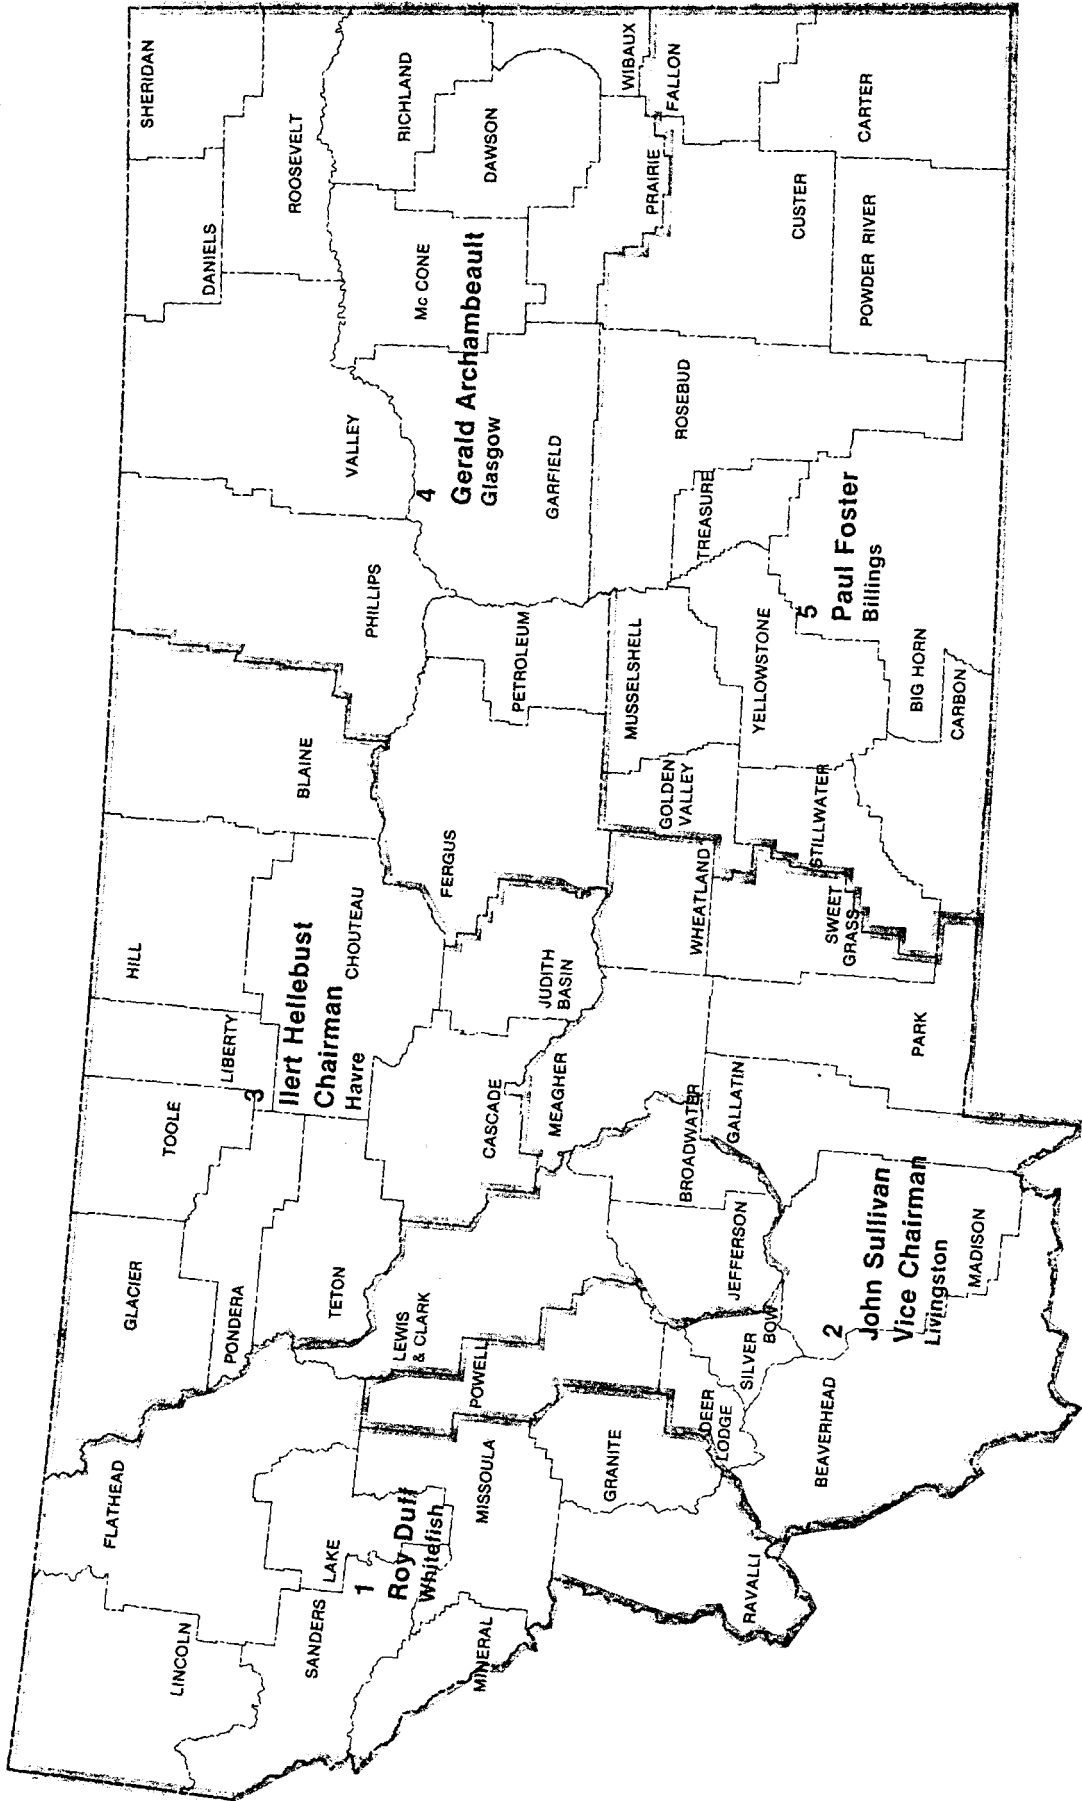 LINCOLN
FLATHEAD
GLACIER
TOOLE
LIBERTY
HILL
BLAINE
PHILLIPS
VALLEY
DANIELS
SHERIDAN
ROOSEVELT
PONDERA
TETON
3
Ilert Hellebust
Chairman
Havre
CHOUTEAU
SANDERS
LAKE
1
Roy Duff
Whitefish
MINERAL
MISSOULA
POWELL
LEWIS
& CLARK
CASCADE
FERGUS
JUDITH
BASIN
PETROLEUM
4
Gerald Archambeault
Glasgow
GARFIELD
Mc CONE
RICHLAND
DAWSON
WIBAUX
PRAIRIE
FALLON
GRANITE
RAVALLI
DEER
LODGE
SILVER
BOW
JEFFERSON
BROADWATER
MEAGHER
WHEATLAND
GOLDEN
VALLEY
MUSSELSHELL
TREASURE
ROSEBUD
CUSTER
CARTER
POWDER RIVER
BEAVERHEAD
2
John Sullivan
Vice Chairman
Livingston
MADISON
GALLATIN
PARK
SWEET
GRASS
STILLWATER
YELLOWSTONE
5
Paul Foster
Billings
BIG HORN
CARBON